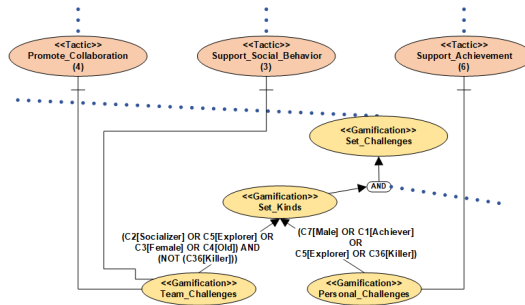 <<Tactic>>
Promote_Collaboration
(4)
<<Tactic>>
Support_Social_Behavior
(3)
<<Tactic>>
Support_Achievement
(6)
<<Gamification>>
Set_Challenges
AND
<<Gamification>>
Set_Kinds
(C2[Socializer] OR C5[Explorer] OR
C3[Female] OR C4[Old]) AND
(NOT (C36[Killer]))
(C7[Male] OR C1[Achiever]
OR
C5[Explorer] OR C36[Killer])
<<Gamification>>
Team_Challenges
<<Gamification>>
Personal_Challenges